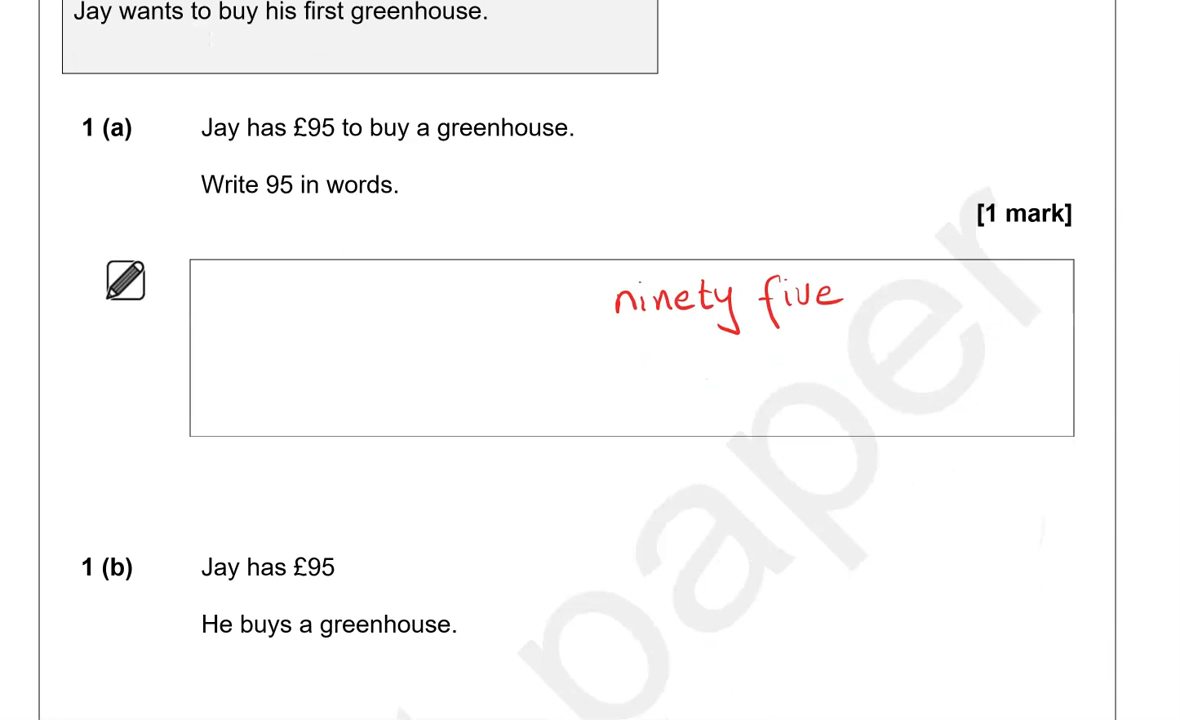 Jay wants to buy his first greenhouse.
1 (a) Jay has £95 to buy a greenhouse.
Write 95 in words.
[1 mark]
ninety five
1 (b) Jay has £95
He buys a greenhouse.
paper